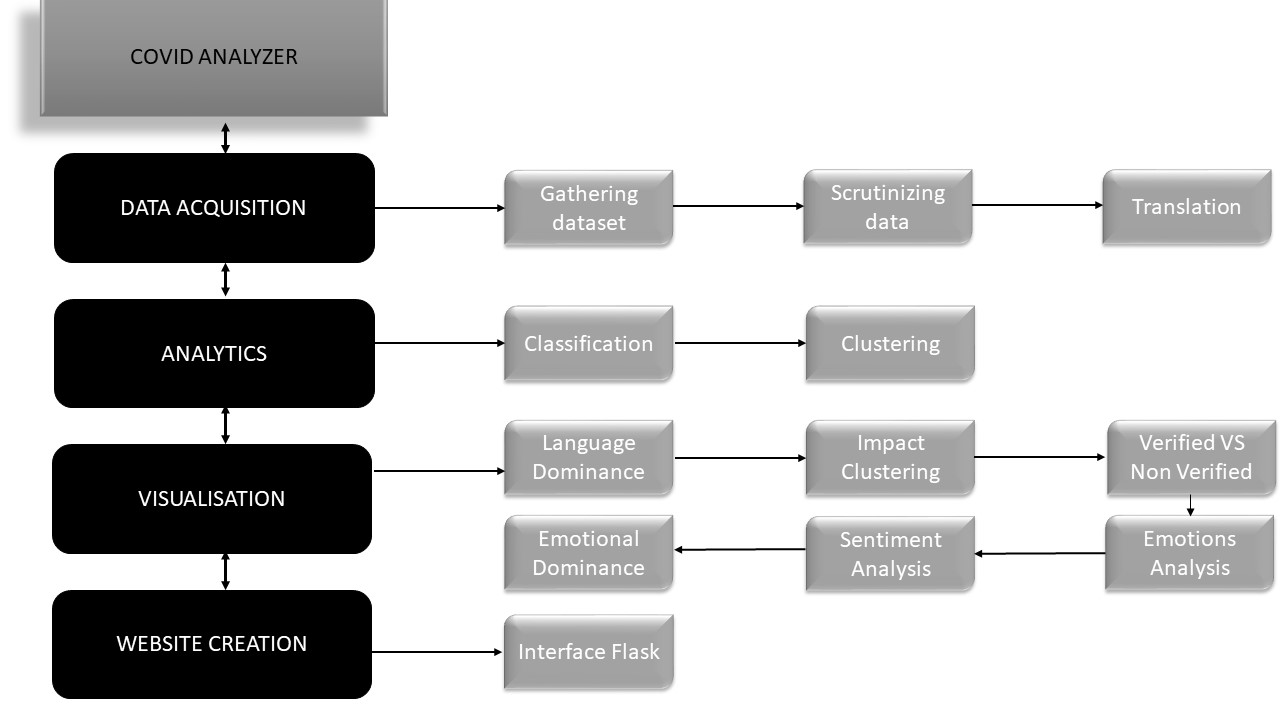 COVID ANALYZER
DATA ACQUISITION
Gathering
dataset
Scrutinizing
data
Translation
ANALYTICS
Classification
Clustering
VISUALISATION
Language
Dominance
Impact
Clustering
Verified VS
Non Verified
Emotional
Dominance
Sentiment
Analysis
Emotions
Analysis
WEBSITE CREATION
Interface Flask